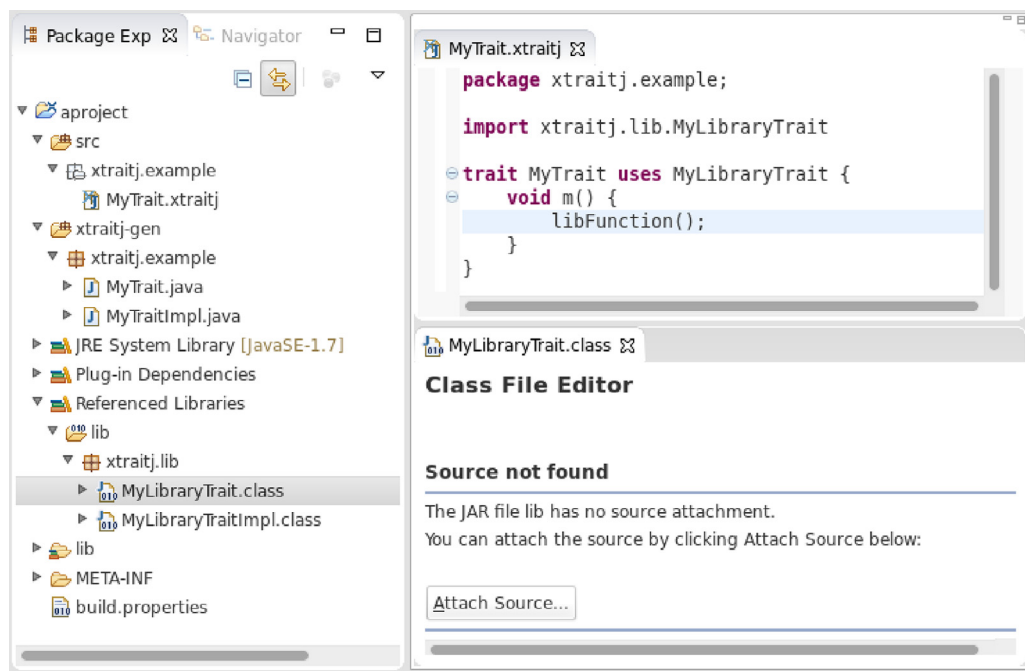 Package Exp
Navigator
aproject
src
xtraitj.example
MyTrait.xtraitj
xtraitj-gen
xtraitj.example
MyTrait.java
MyTraitImpl.java
JRE System Library [JavaSE-1.7]
Plug-in Dependencies
Referenced Libraries
lib
xtraitj.lib
MyLibraryTrait.class
MyLibraryTraitImpl.class
lib
META-INF
build.properties
MyTrait.xtraitj
package xtraitj.example;
import xtraitj.lib.MyLibraryTrait
trait MyTrait uses MyLibraryTrait {
void m() {
libFunction();
}
}
MyLibraryTrait.class
Class File Editor
Source not found
The JAR file lib has no source attachment.
You can attach the source by clicking Attach Source below:
Attach Source...